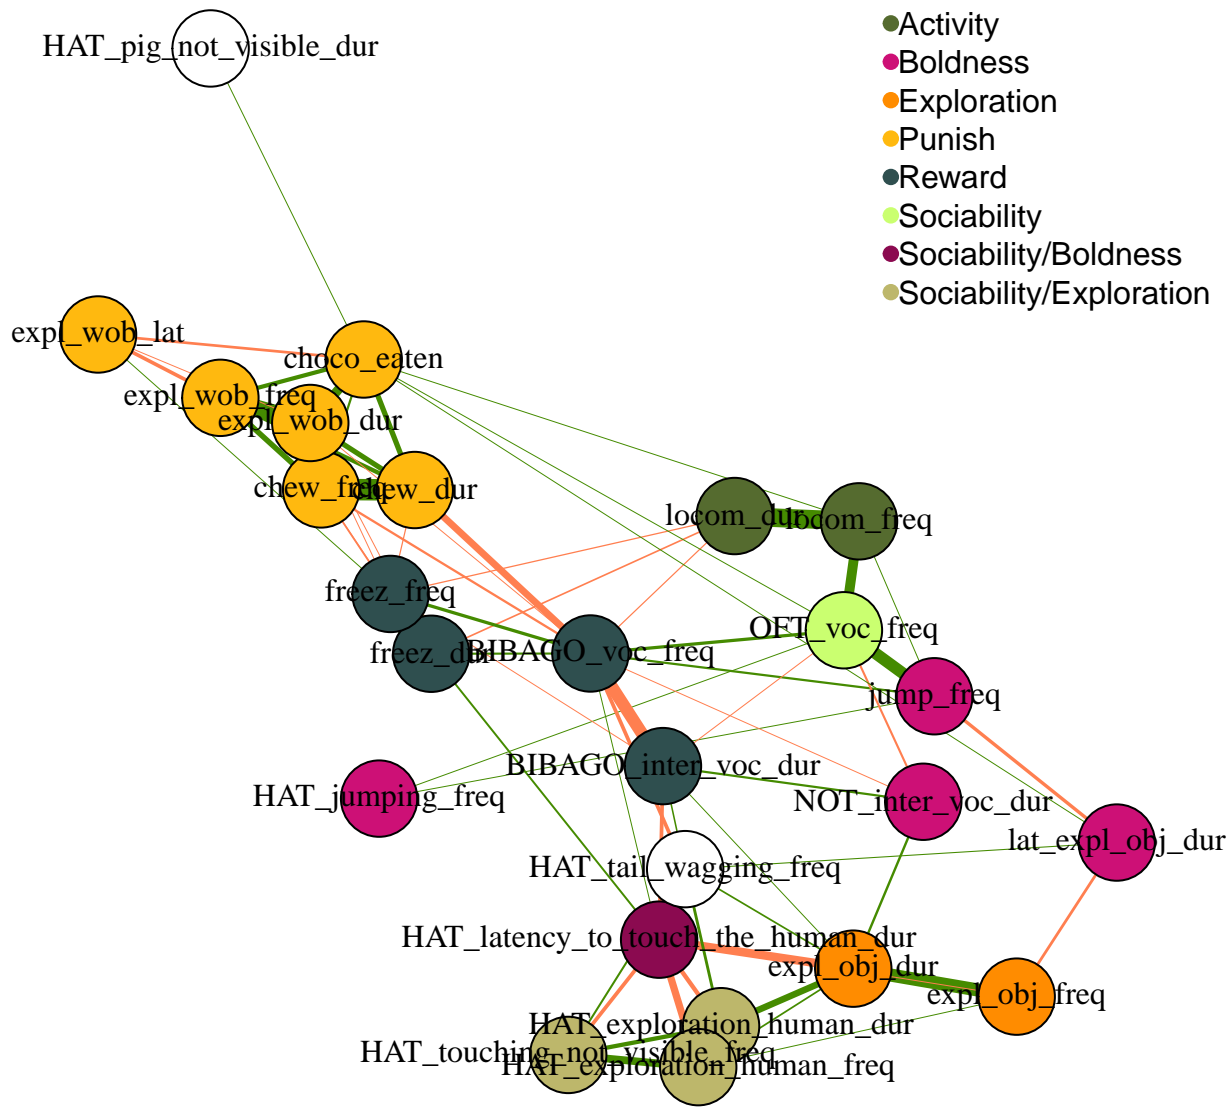 HAT_pig_not_visible_dur
Activity
Boldness
Exploration
Punish
Reward
Sociability
Sociability/Boldness
Sociability/Exploration
expl_wob_lat
choco_eaten
expl_wob_freq
expl_wob_dur
chew_freq
chew_dur
locom_dur
locom_freq
freez_freq
OFT_voc_freq
freez_dur
BIBAGO_voc_freq
jump_freq
BIBAGO_inter_voc_dur
HAT_jumping_freq
NOT_inter_voc_dur
lat_expl_obj_dur
HAT_tail_wagging_freq
HAT_latency_to_touch_the_human_dur
expl_obj_dur
expl_obj_freq
HAT_exploration_human_dur
HAT_touching_not_visible_freq
HAT_exploration_human_freq